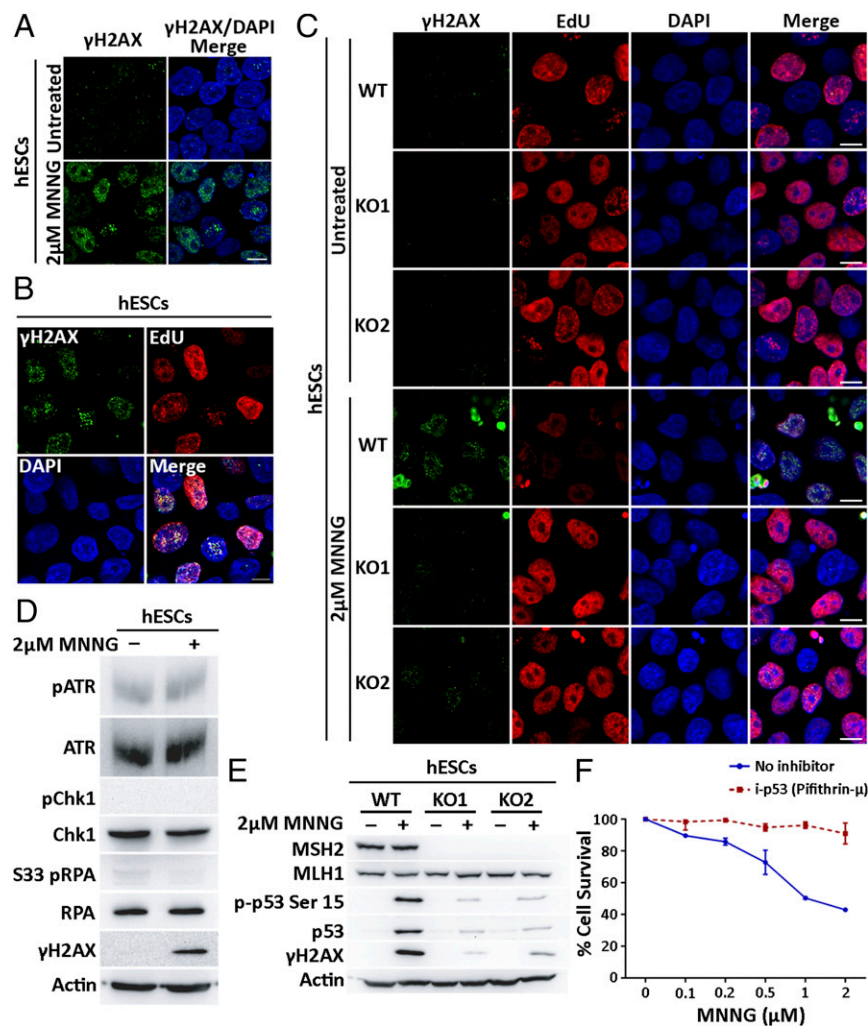 A
γH2AX
γH2AX/DAPI
Merge
hESCs
Untreated
2μM MNNG
B
hESCs
γH2AX
EdU
DAPI
Merge
C
γH2AX
EdU
DAPI
Merge
hESCs
Untreated
WT
KO1
KO2
2μM MNNG
WT
KO1
KO2
D
hESCs
2μM MNNG – +
pATR
ATR
pChk1
Chk1
S33 pRPA
RPA
γH2AX
Actin
E
hESCs
WT KO1 KO2
2μM MNNG – + – + – +
MSH2
MLH1
p-p53 Ser 15
p53
γH2AX
Actin
F
No inhibitor
i-p53 (Pifithrin-μ)
% Cell Survival
100
80
60
40
20
0
0 0.1 0.2 0.5 1 2
MNNG (μM)